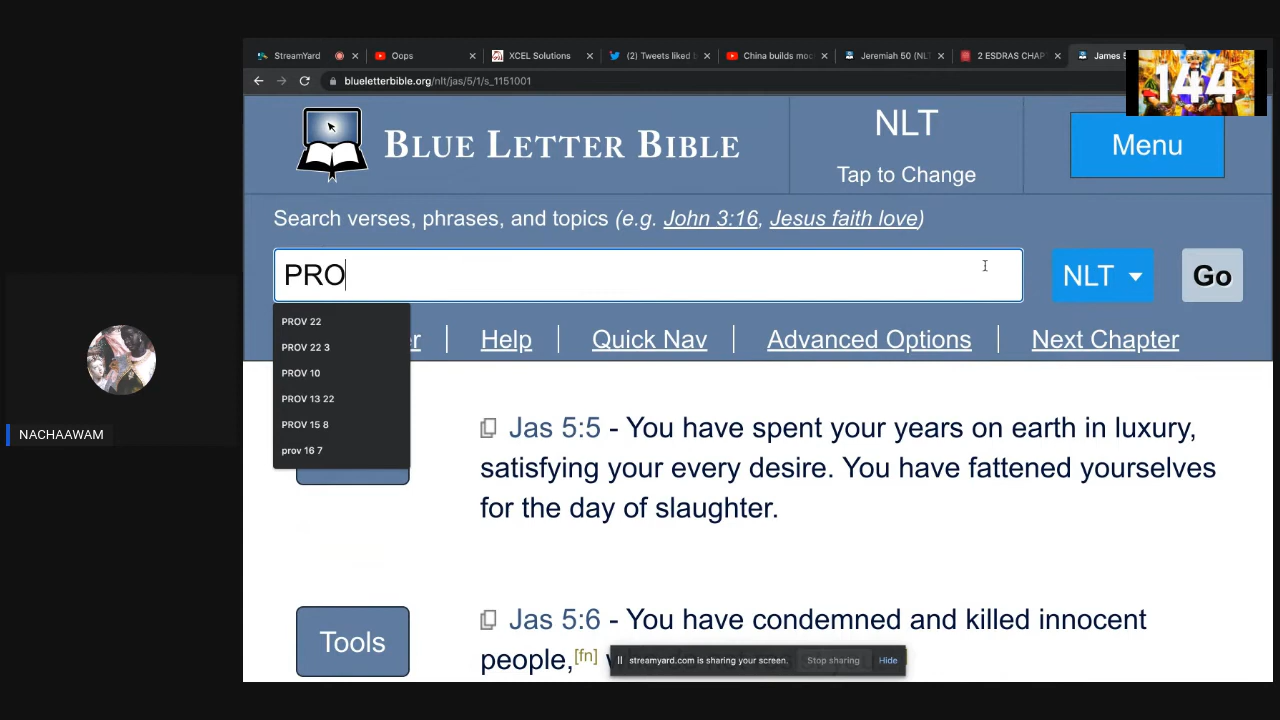 StreamYard
Oops
XCEL Solutions
(2) Tweets liked b
China builds mod
Jeremiah 50 (NLT
2 ESDRAS CHAP
James 5
144
blueletterbible.org/nlt/jas/5/1/s_1151001
BLUE LETTER BIBLE
NLT
Tap to Change
Menu
Search verses, phrases, and topics (e.g. John 3:16, Jesus faith love)
PRO
NLT
Go
PROV 22
PROV 22 3
PROV 10
PROV 13 22
PROV 15 8
prov 16 7
Help
Quick Nav
Advanced Options
Next Chapter
Jas 5:5 - You have spent your years on earth in luxury,
satisfying your every desire. You have fattened yourselves
for the day of slaughter.
NACHAAWAM
Tools
Jas 5:6 - You have condemned and killed innocent
people,[fn]
streamyard.com is sharing your screen.
Stop sharing
Hide